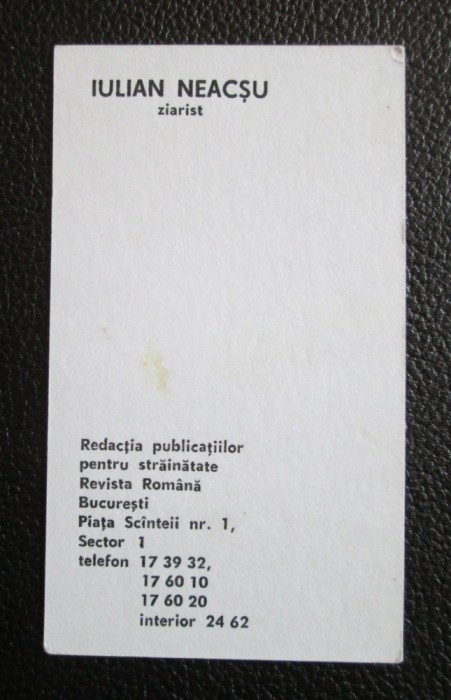 IULIAN NEACȘU
ziarist
Redacția publicațiilor
pentru străinătate
Revista Română
București
Piața Scînteii nr. 1,
Sector 1
telefon 17 39 32,
17 60 10
17 60 20
interior 24 62